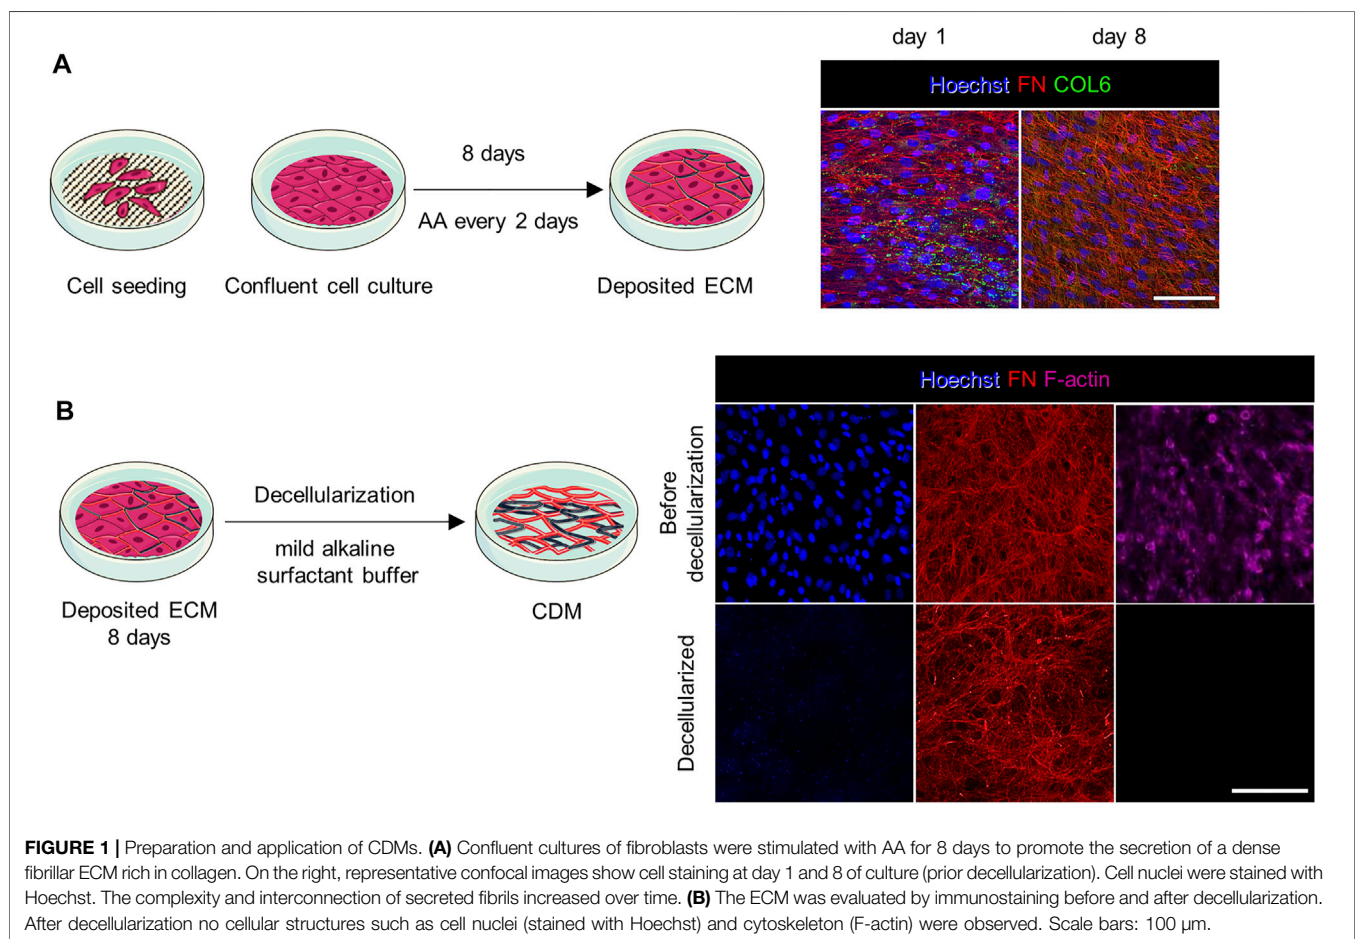 A
day 1
day 8
Hoechst FN COL6
8 days
AA every 2 days
Cell seeding
Confluent cell culture
Deposited ECM
B
Hoechst FN F-actin
Before
decellularization
Decellularized
Decellularization
mild alkaline
surfactant buffer
Deposited ECM
8 days
CDM
FIGURE 1 | Preparation and application of CDMs. (A) Confluent cultures of fibroblasts were stimulated with AA for 8 days to promote the secretion of a dense
fibrillar ECM rich in collagen. On the right, representative confocal images show cell staining at day 1 and 8 of culture (prior decellularization). Cell nuclei were stained with
Hoechst. The complexity and interconnection of secreted fibrils increased over time. (B) The ECM was evaluated by immunostaining before and after decellularization.
After decellularization no cellular structures such as cell nuclei (stained with Hoechst) and cytoskeleton (F-actin) were observed. Scale bars: 100 µm.